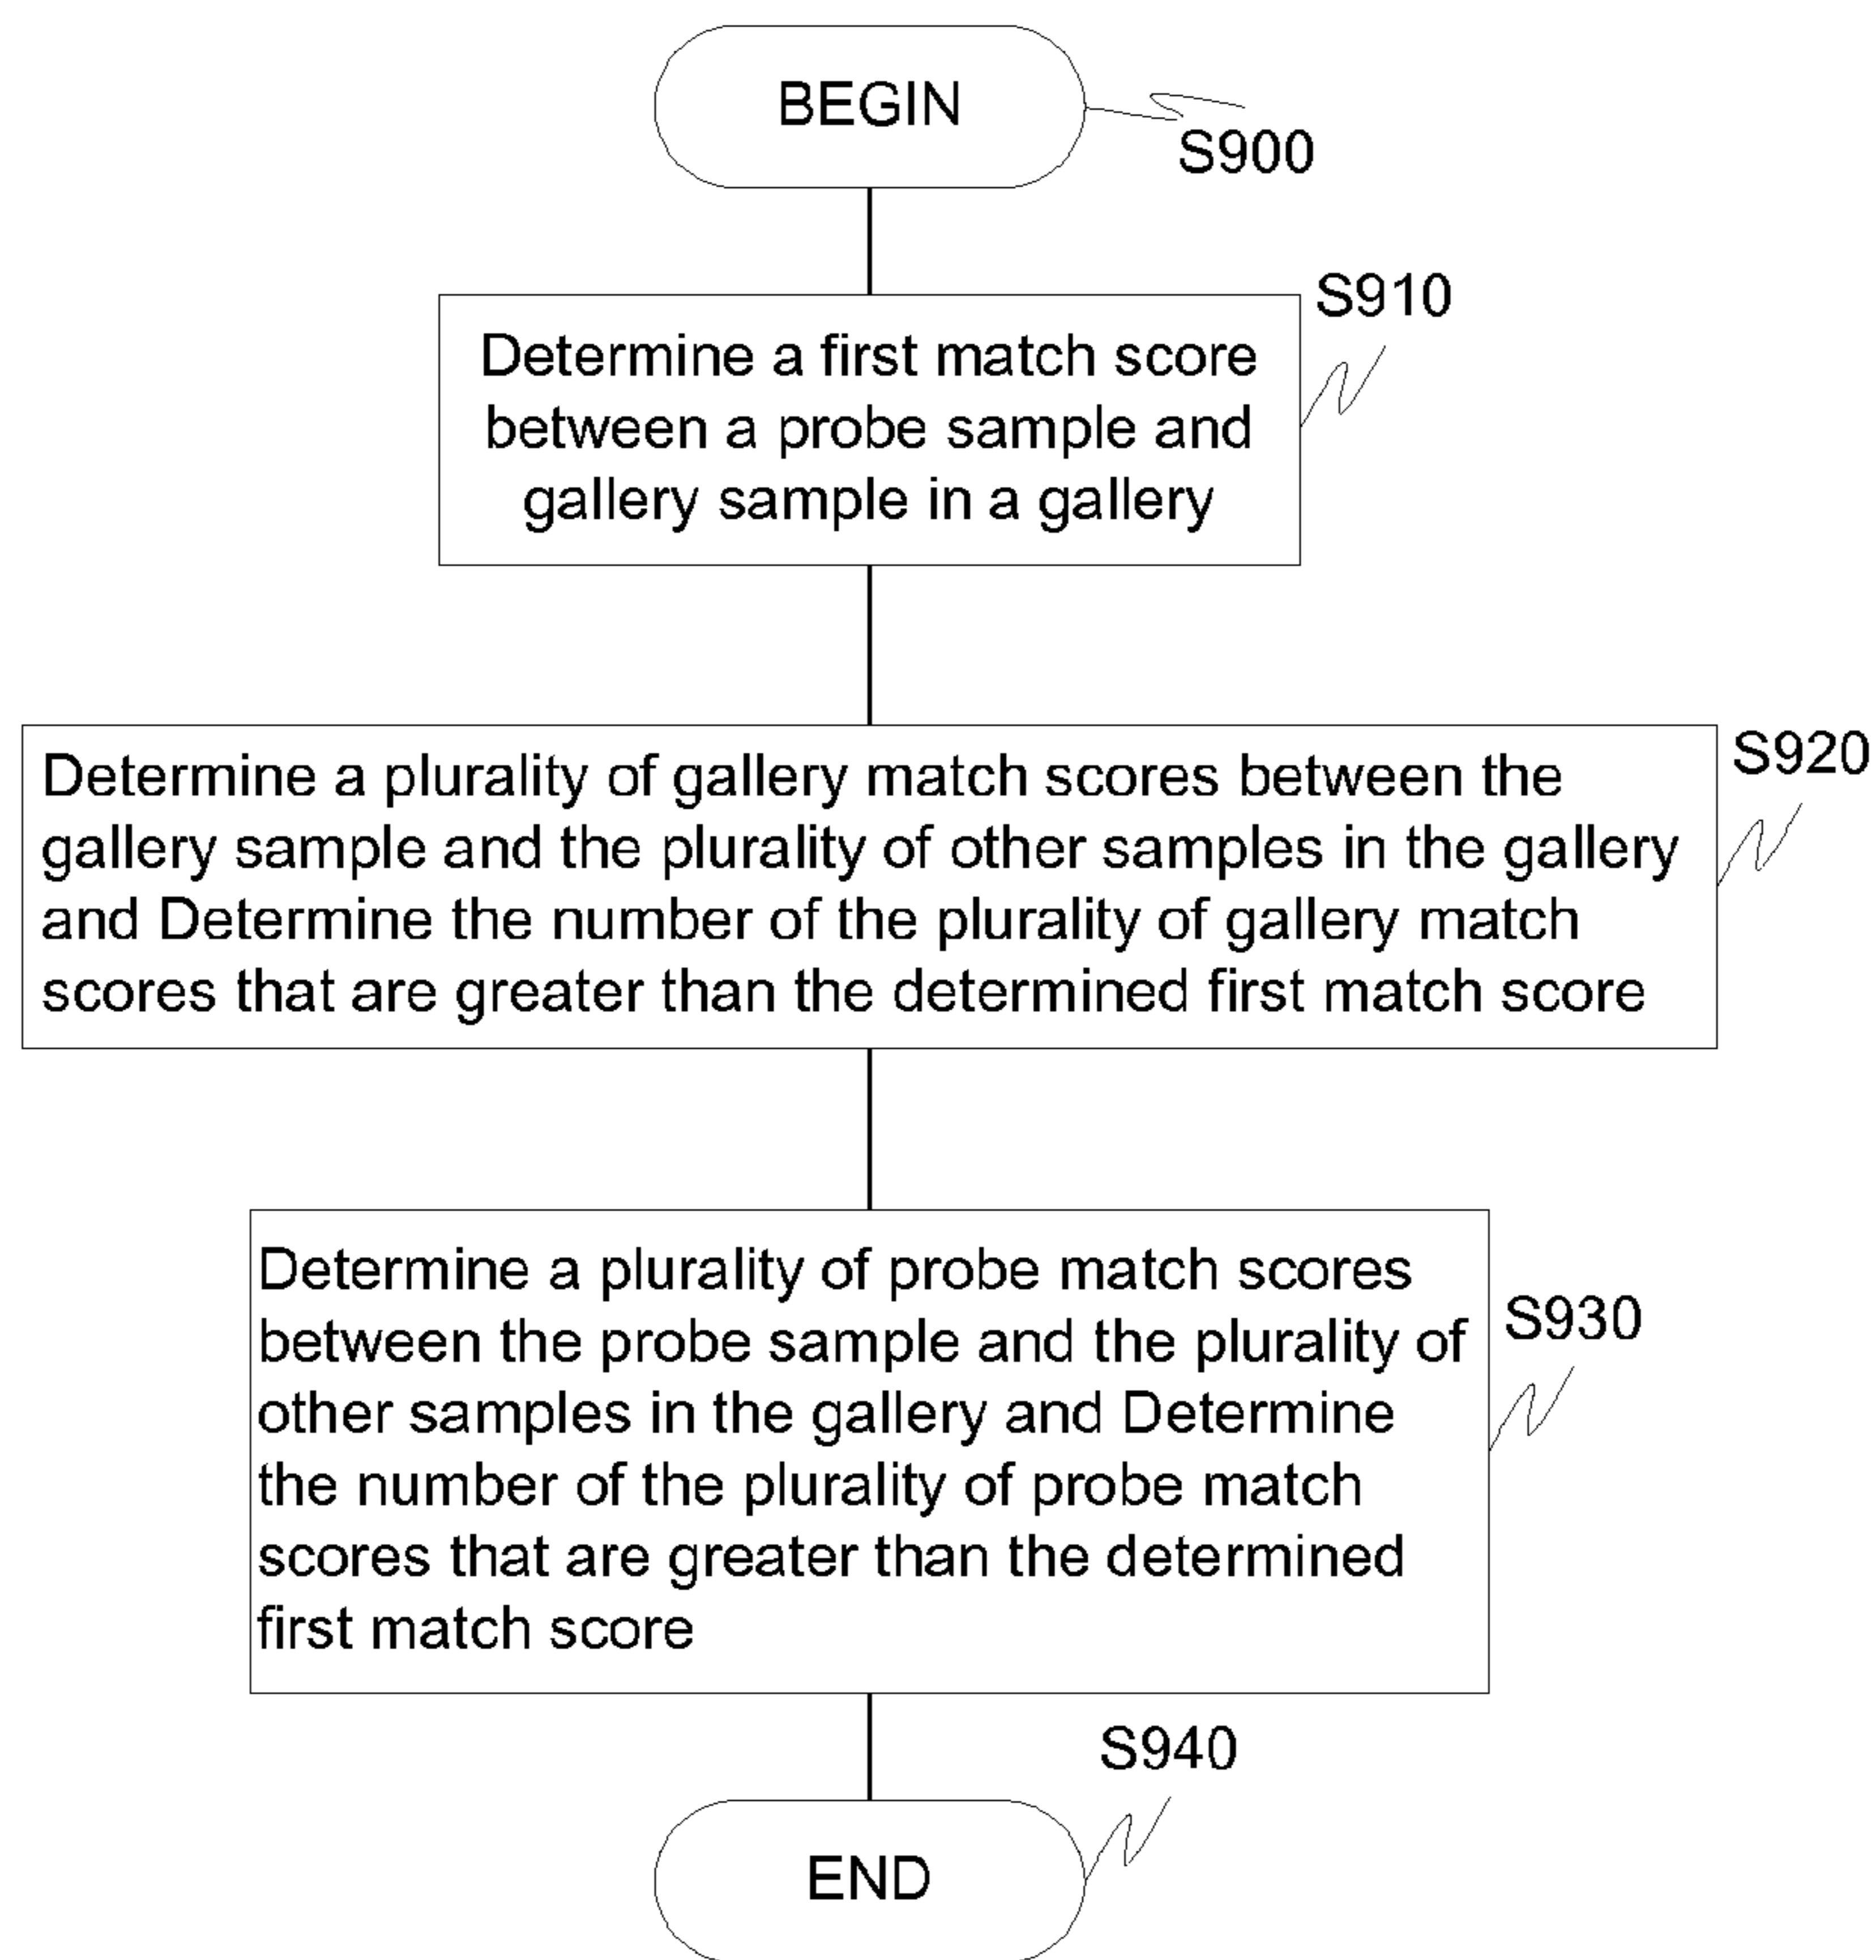 BEGIN
S900
S910
Determine a first match score
between a probe sample and
gallery sample in a gallery
S920
Determine a plurality of gallery match scores between the
gallery sample and the plurality of other samples in the gallery
and Determine the number of the plurality of gallery match
scores that are greater than the determined first match score
Determine a plurality of probe match scores
between the probe sample and the plurality of
other samples in the gallery and Determine
the number of the plurality of probe match
scores that are greater than the determined
first match score
S930
S940
END